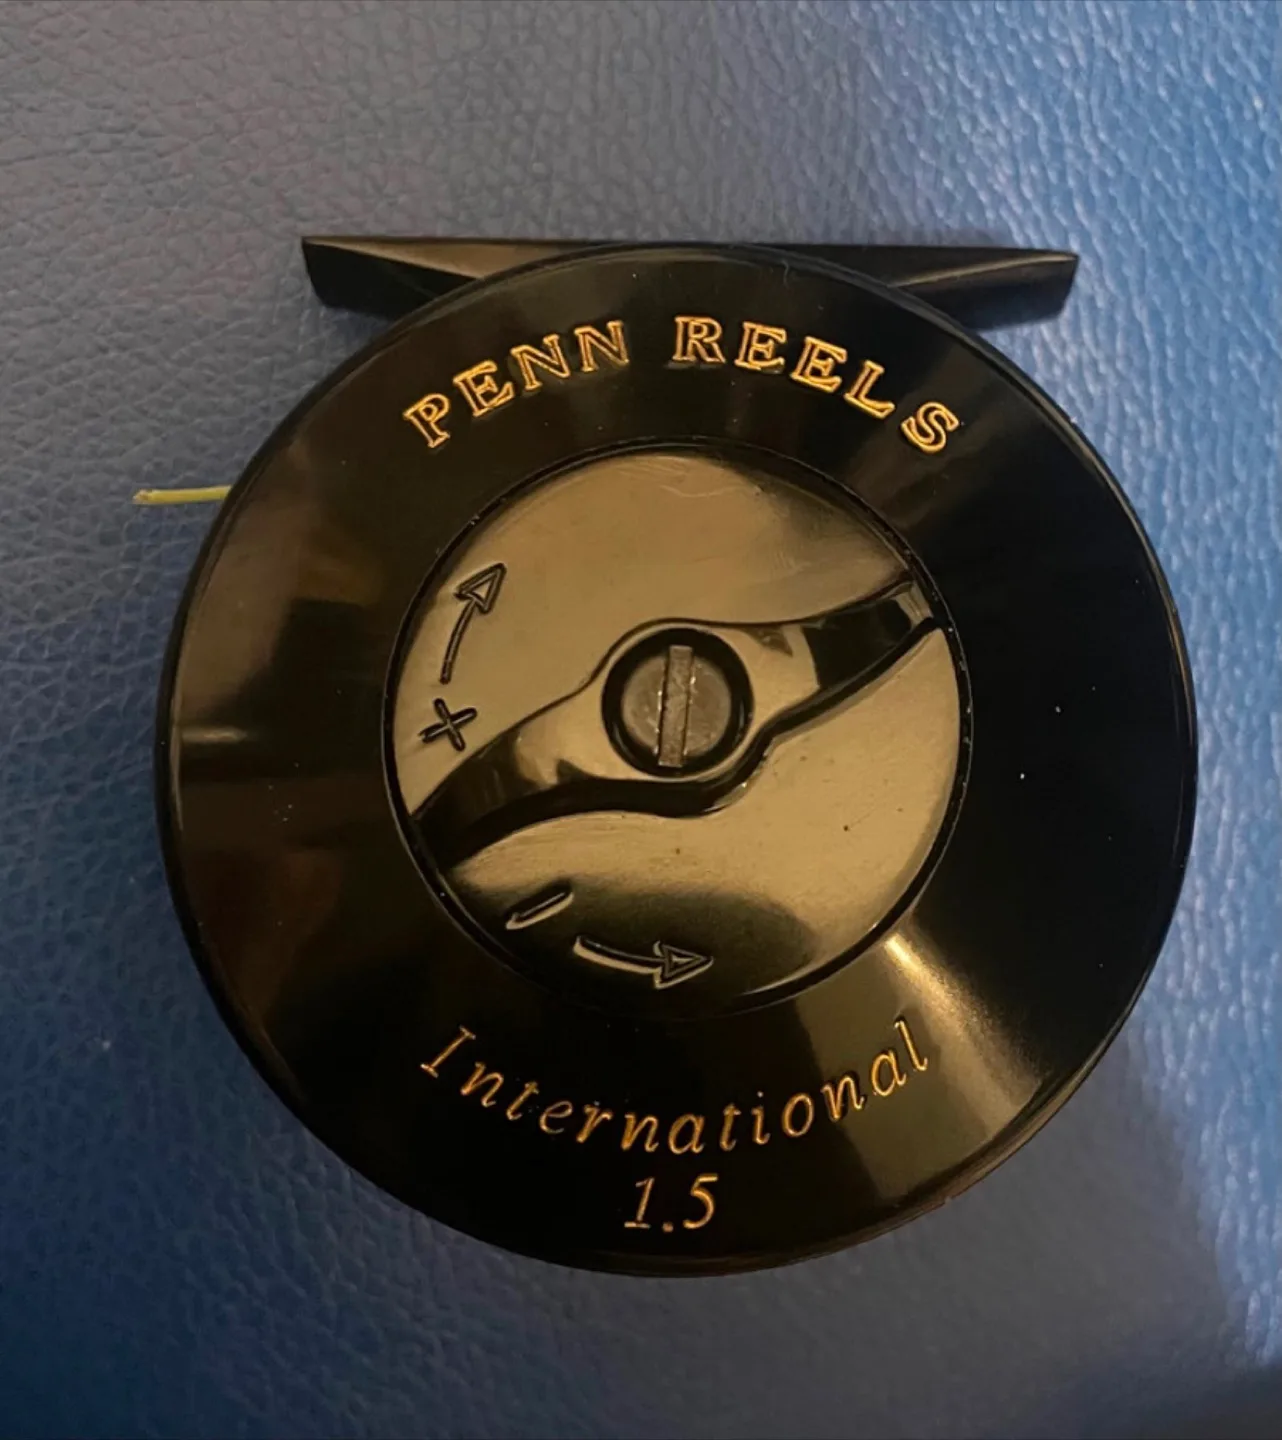 PENN REELS
+
-
International
1.5